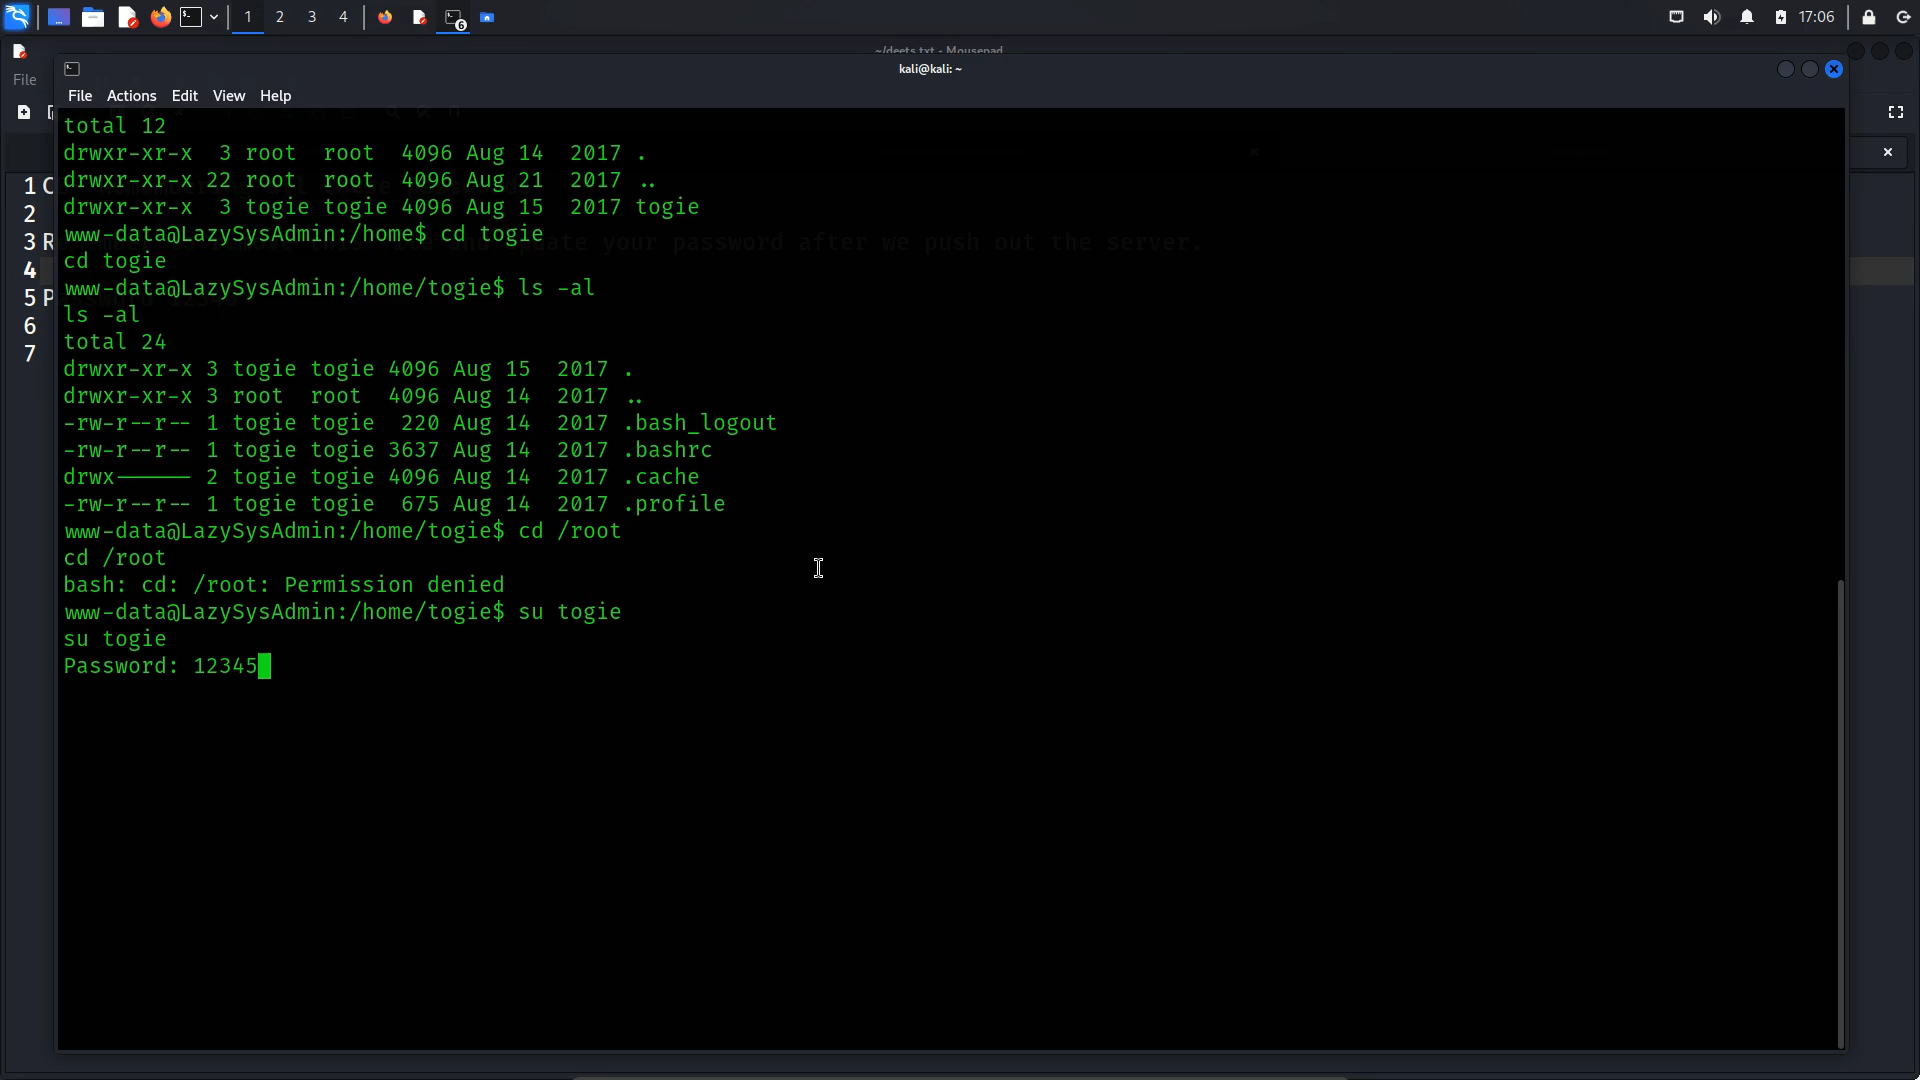 1 2 3 4 6 17:06
~/deets.txt - Mousepad
kali@kali: ~
File
File Actions Edit View Help
total 12
drwxr-xr-x 3 root root 4096 Aug 14 2017 .
drwxr-xr-x 22 root root 4096 Aug 21 2017 ..
drwxr-xr-x 3 togie togie 4096 Aug 15 2017 togie
www-data@LazySysAdmin:/home$ cd togie
cd togie
www-data@LazySysAdmin:/home/togie$ ls -al
ls -al
total 24
drwxr-xr-x 3 togie togie 4096 Aug 15 2017 .
drwxr-xr-x 3 root root 4096 Aug 14 2017 ..
-rw-r--r-- 1 togie togie 220 Aug 14 2017 .bash_logout
-rw-r--r-- 1 togie togie 3637 Aug 14 2017 .bashrc
drwx------ 2 togie togie 4096 Aug 14 2017 .cache
-rw-r--r-- 1 togie togie 675 Aug 14 2017 .profile
www-data@LazySysAdmin:/home/togie$ cd /root
cd /root
bash: cd: /root: Permission denied
www-data@LazySysAdmin:/home/togie$ su togie
su togie
Password: 12345
1 C
2
3 R your password after we push out the server.
4
5 P
6
7